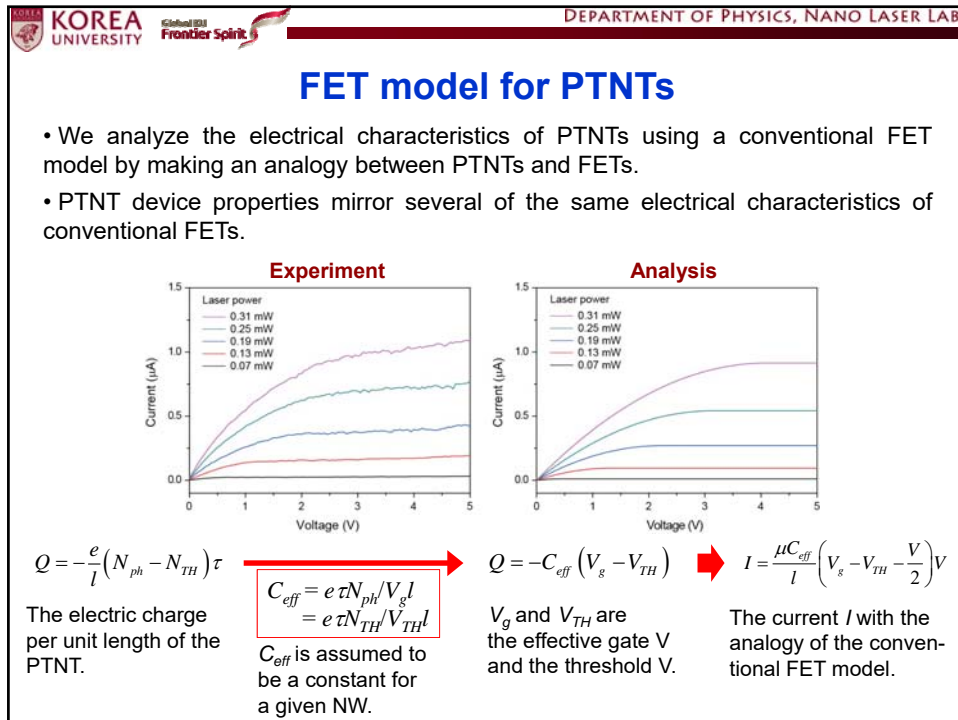 KOREA
KOREA
UNIVERSITY
Global KU
Frontier Spirit
DEPARTMENT OF PHYSICS, NANO LASER LAB
FET model for PTNTs
• We analyze the electrical characteristics of PTNTs using a conventional FET
model by making an analogy between PTNTs and FETs.
• PTNT device properties mirror several of the same electrical characteristics of
conventional FETs.
Experiment
1.5
1.0
0.5
0.0
Current (μA)
Laser power
0.31 mW
0.25 mW
0.19 mW
0.13 mW
0.07 mW
0 1 2 3 4 5
Voltage (V)
Analysis
1.5
1.0
0.5
0.0
Current (μA)
Laser power
0.31 mW
0.25 mW
0.19 mW
0.13 mW
0.07 mW
0 1 2 3 4 5
Voltage (V)
Q = −e/l (N_ph − N_TH) τ
The electric charge
per unit length of the
PTNT.
C_eff = e τN_ph/V_g l
= e τN_TH/V_TH l
C_eff is assumed to
be a constant for
a given NW.
Q = −C_eff (V_g − V_TH)
V_g and V_TH are
the effective gate V
and the threshold V.
I = μC_eff/l (V_g − V_TH − V/2) V
The current I with the
analogy of the conven-
tional FET model.